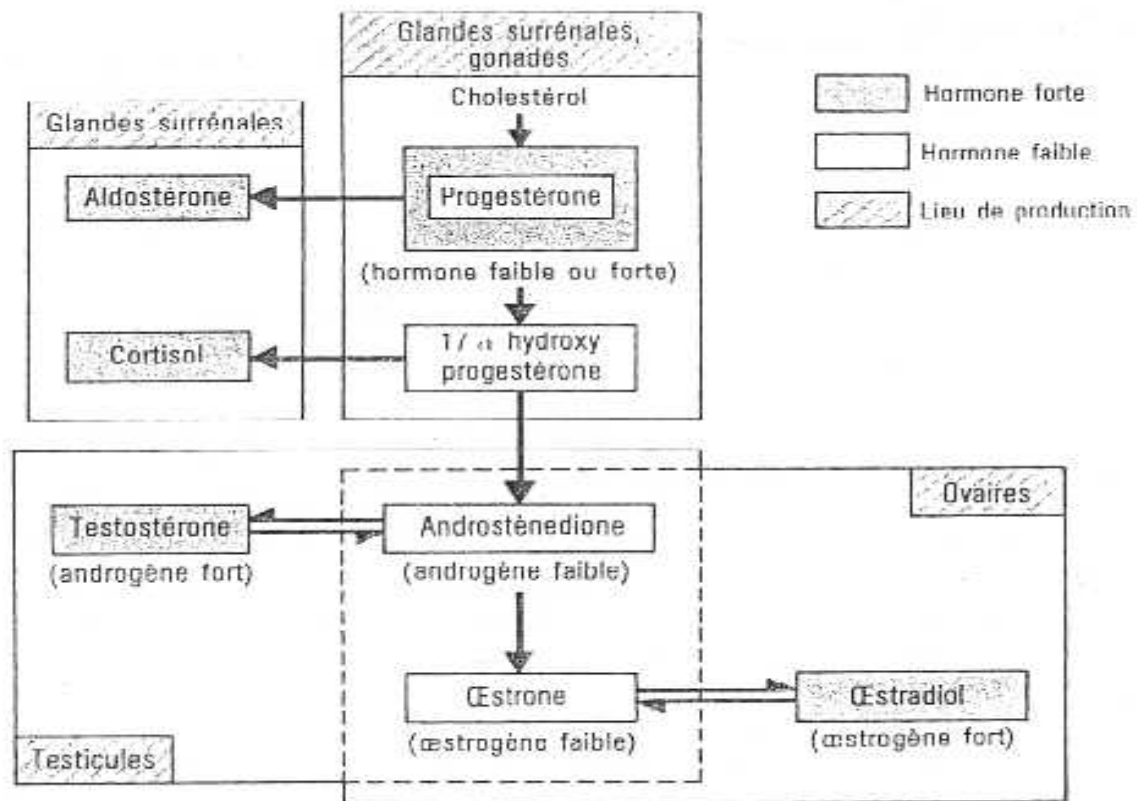 Glandes surrénales,
gonades
Cholestérol
Hormone forte
Hormone faible
Lieu de production
Glandes surrénales
Aldostérone
Progestérone
(hormone faible ou forte)
Cortisol
17 α hydroxy
progestérone
Ovaires
Testostérone
(androgène fort)
Androstènedione
(androgène faible)
Œstrone
(œstrogène faible)
Œstradiol
(œstrogène fort)
Testicules